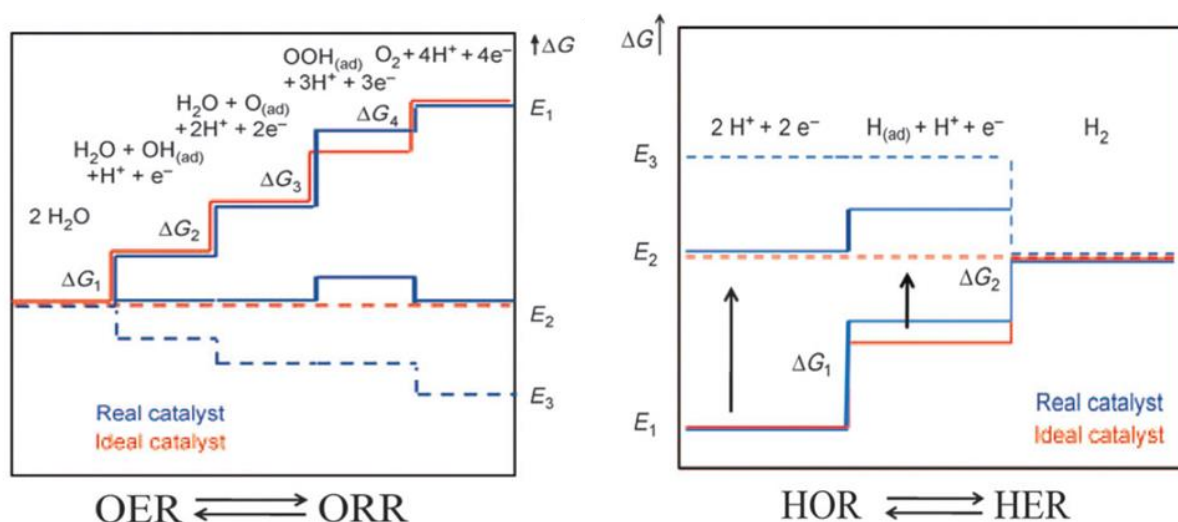 ΔG
OOH(ad) O₂ + 4H⁺ + 4e⁻
+ 3H⁺ + 3e⁻
H₂O + O(ad)
+2H⁺ + 2e⁻
ΔG₄
E₁
H₂O + OH(ad)
+H⁺ + e⁻
ΔG₃
2 H₂O
ΔG₂
ΔG₁
E₂
E₃
Real catalyst
Ideal catalyst
OER ORR
ΔG
2 H⁺ + 2 e⁻ H(ad) + H⁺ + e⁻ H₂
E₃
E₂
ΔG₂
ΔG₁
E₁
Real catalyst
Ideal catalyst
HOR HER